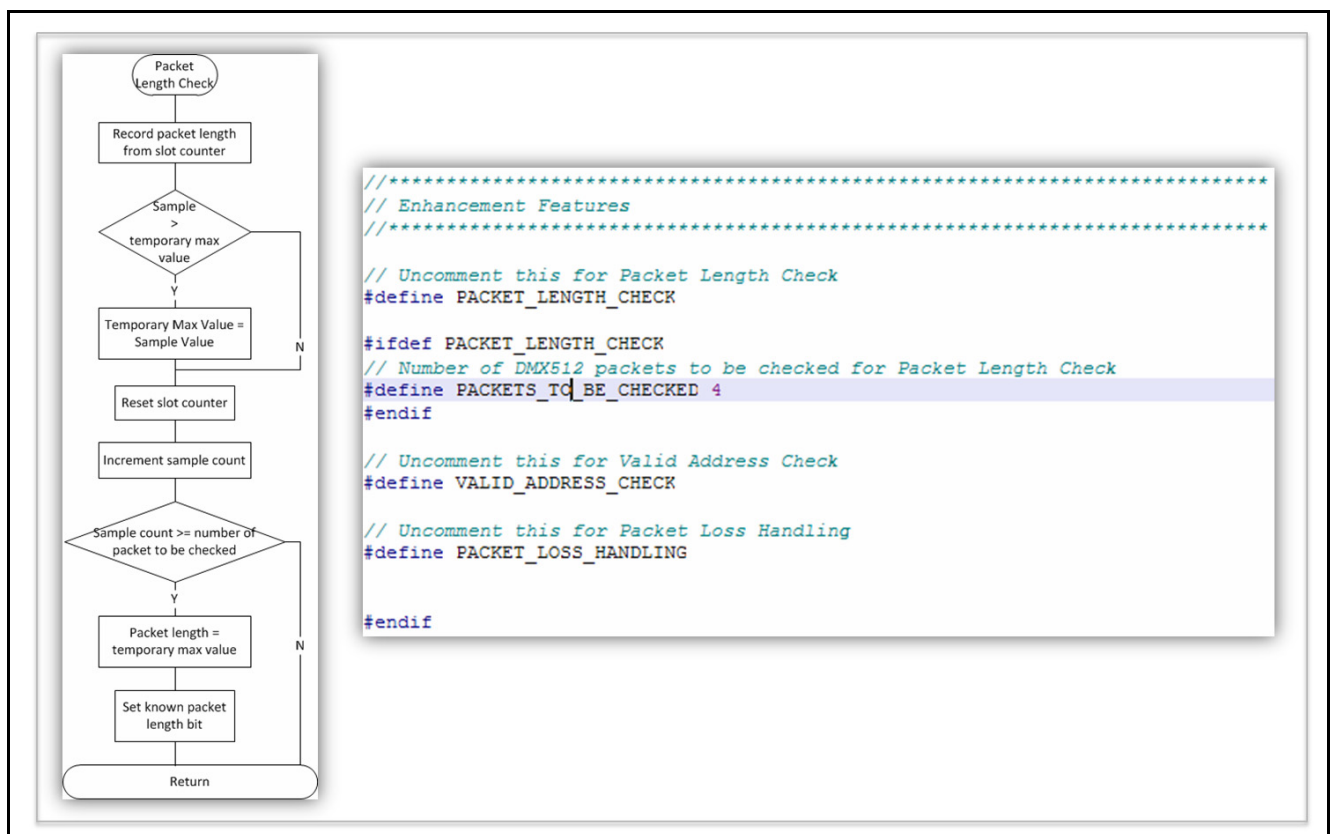 Packet
Length Check
Record packet length
from slot counter
Sample
>
temporary max
value
Y
Temporary Max Value =
Sample Value
N
Reset slot counter
Increment sample count
Sample count >= number of
packet to be checked
Y
Packet length =
temporary max value
N
Set known packet
length bit
Return
//******************************************************************************
// Enhancement Features
//******************************************************************************
// Uncomment this for Packet Length Check
#define PACKET_LENGTH_CHECK
#ifdef PACKET_LENGTH_CHECK
// Number of DMX512 packets to be checked for Packet Length Check
#define PACKETS_TO_BE_CHECKED 4
#endif
// Uncomment this for Valid Address Check
#define VALID_ADDRESS_CHECK
// Uncomment this for Packet Loss Handling
#define PACKET_LOSS_HANDLING
#endif